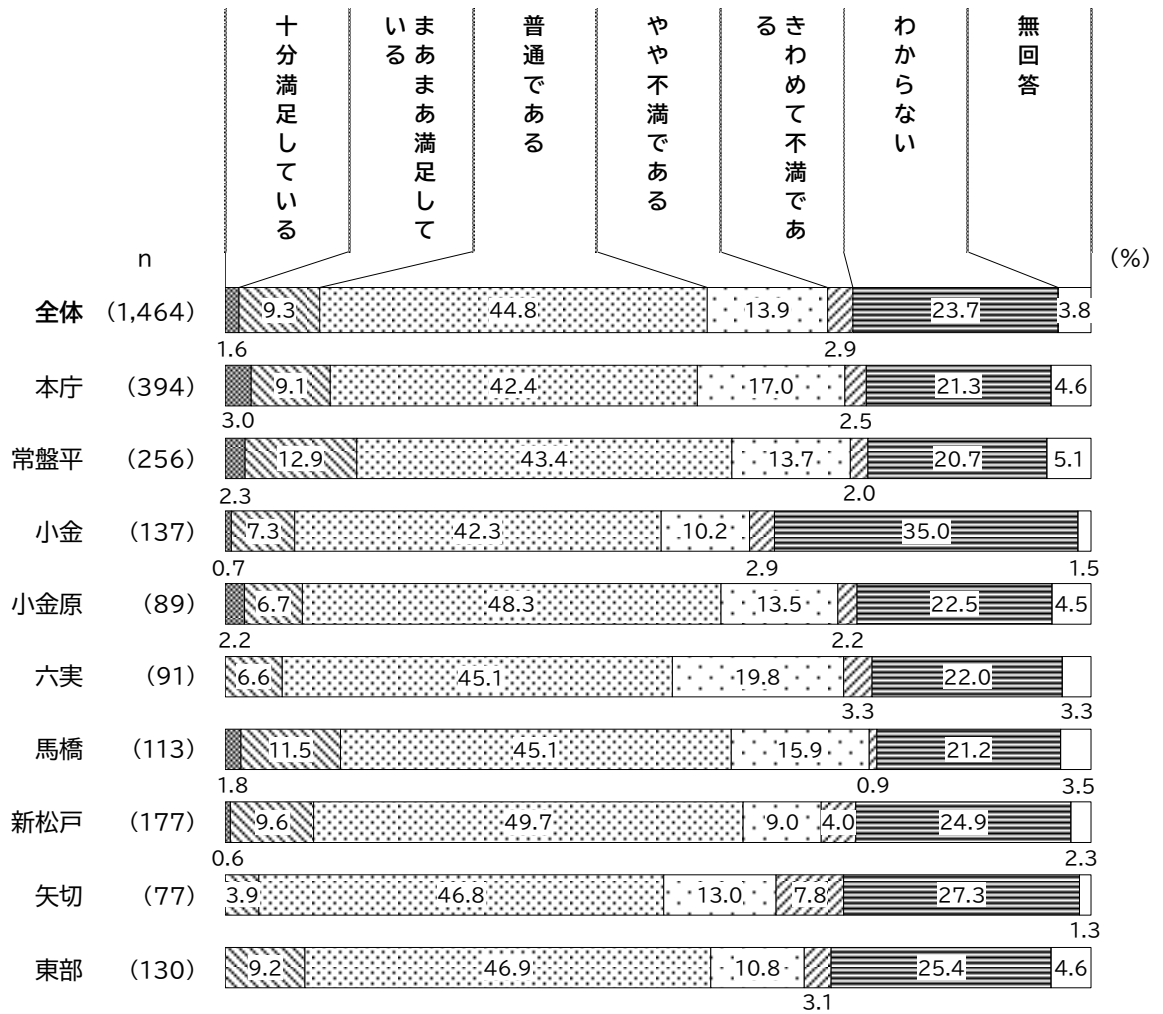 十分満足している
まあまあ満足して
いる
普通である
やや不満である
きわめて不満であ
る
わからない
無回答
n
(%)
全体 (1,464) 9.3 44.8 13.9 23.7 3.8
1.6 2.9
本庁 (394) 9.1 42.4 17.0 21.3 4.6
3.0 2.5
常盤平 (256) 12.9 43.4 13.7 20.7 5.1
2.3 2.0
小金 (137) 7.3 42.3 10.2 35.0
0.7 2.9 1.5
小金原 (89) 6.7 48.3 13.5 22.5 4.5
2.2 2.2
六実 (91) 6.6 45.1 19.8 22.0
3.3 3.3
馬橋 (113) 11.5 45.1 15.9 21.2
1.8 0.9 3.5
新松戸 (177) 9.6 49.7 9.0 4.0 24.9
0.6 2.3
矢切 (77) 3.9 46.8 13.0 7.8 27.3
1.3
東部 (130) 9.2 46.9 10.8 25.4 4.6
3.1